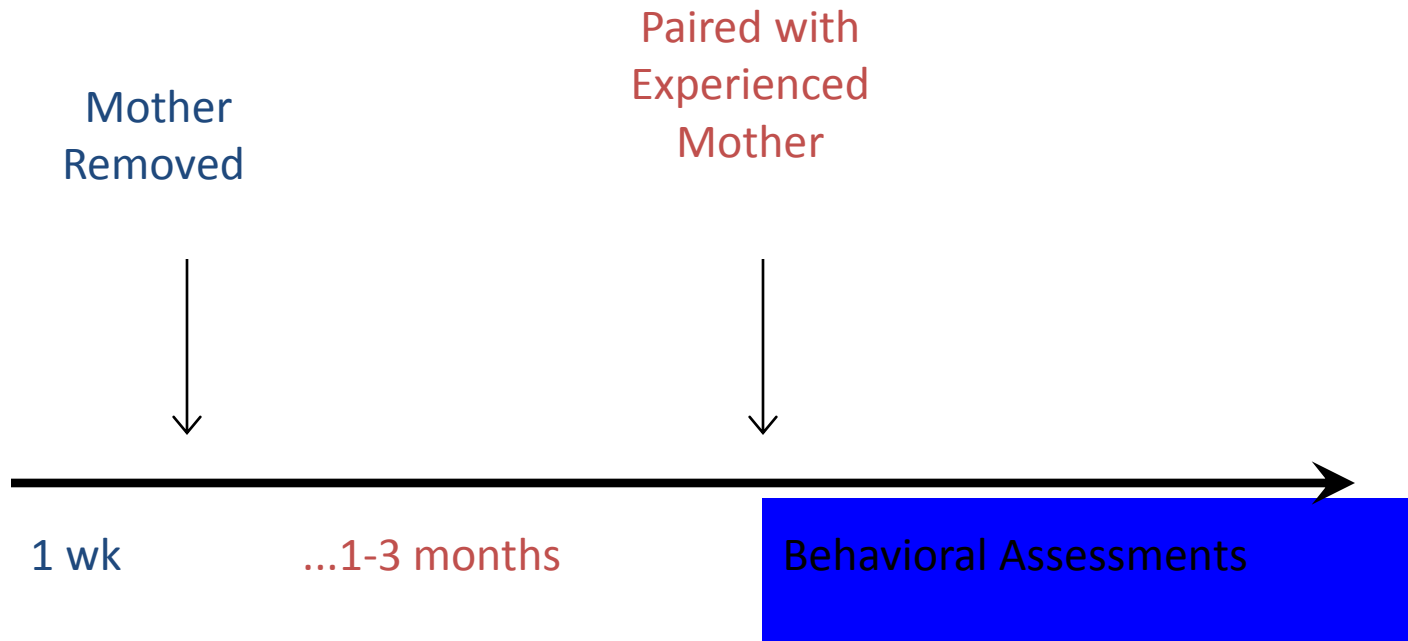 Paired with
Experienced
Mother
Mother
Removed
1 wk
...1-3 months
Behavioral Assessments